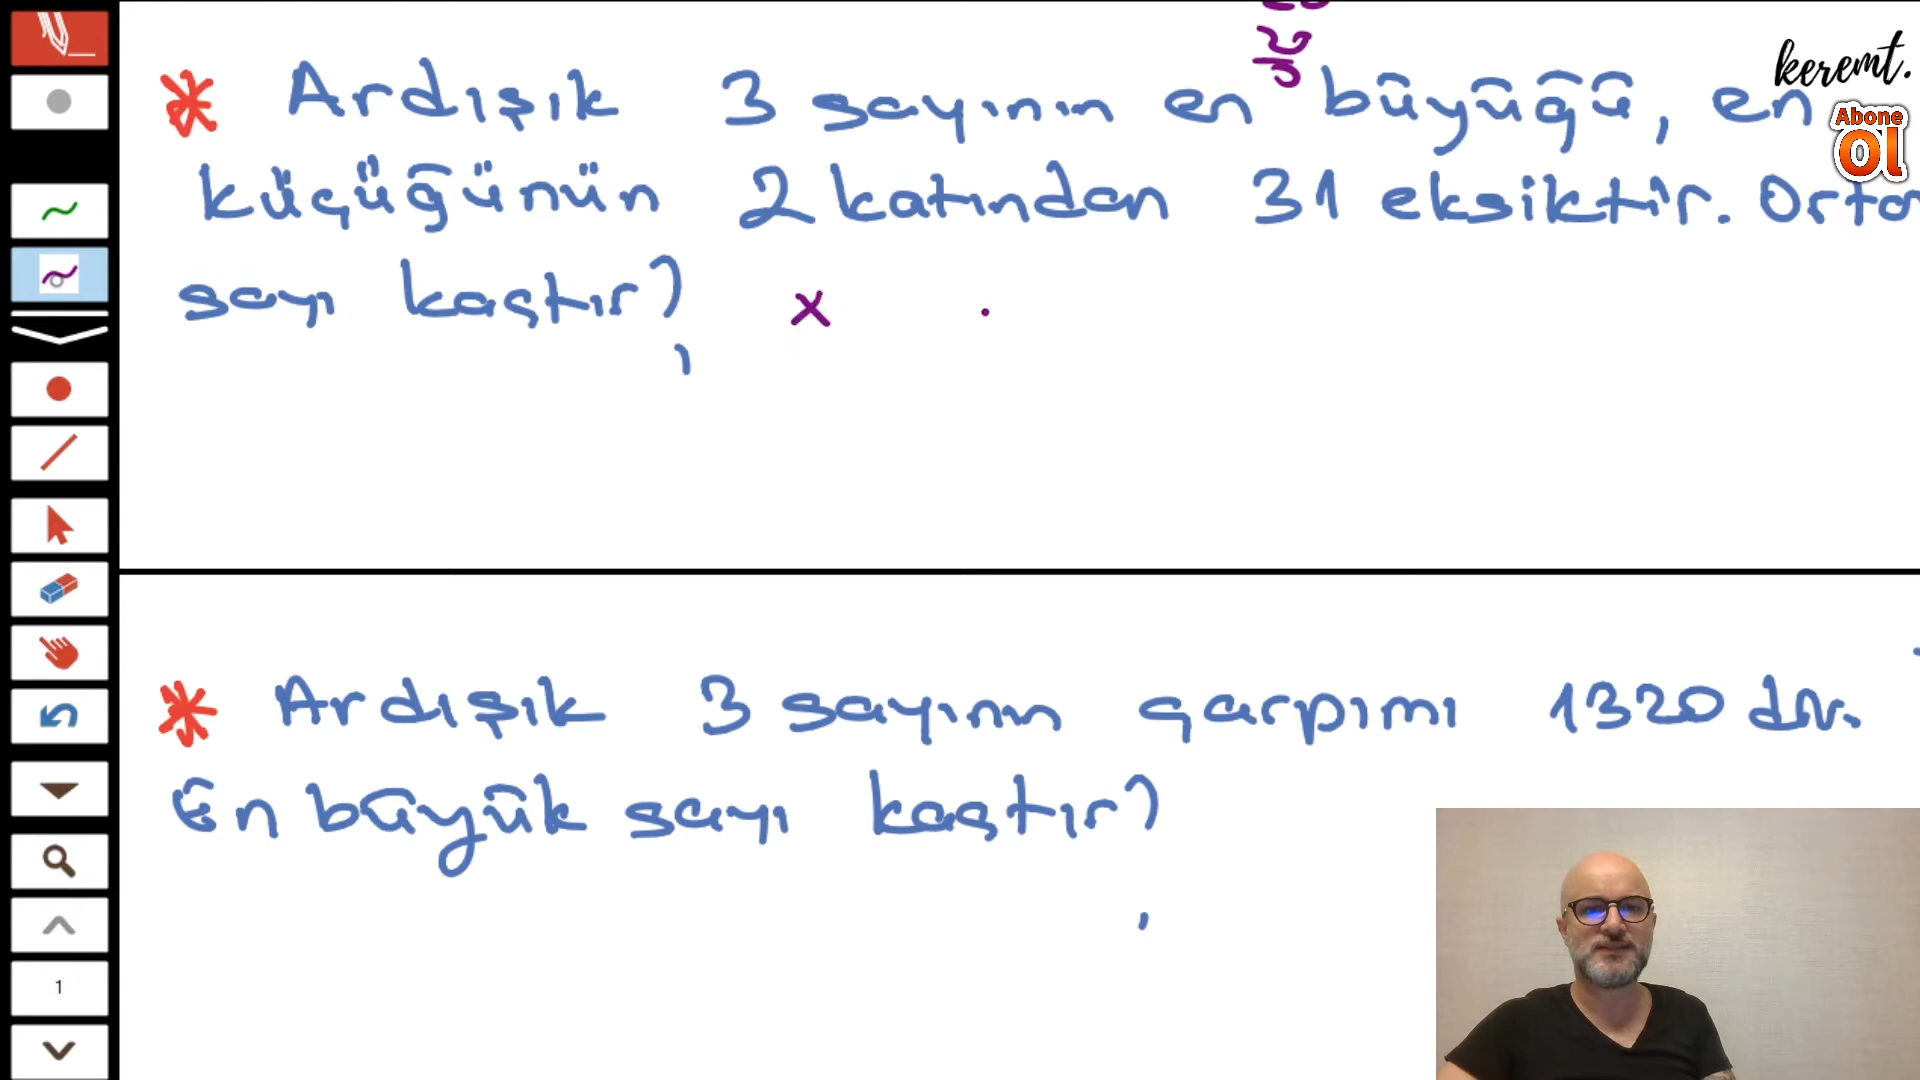 keremt.
Ardışık 3 sayının en büyüğü, en
Abone
Ol
küçüğünün 2 katından 31 eksiktir. Orta
sayı kaçtır?
x
Ardışık 3 sayının çarpımı 1320 dir.
En büyük sayı kaçtır?
1